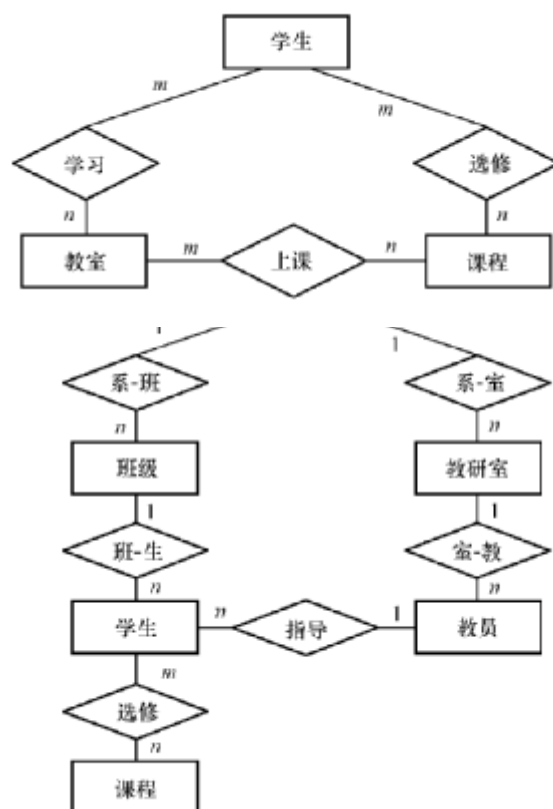 学生
m m
学习 选修
n n
教室 m 上课 n 课程
1 1
系-班 系-室
n n
班级 教研室
1 1
班-生 室-教
n n
学生 n 指导 1 教员
m
选修
n
课程